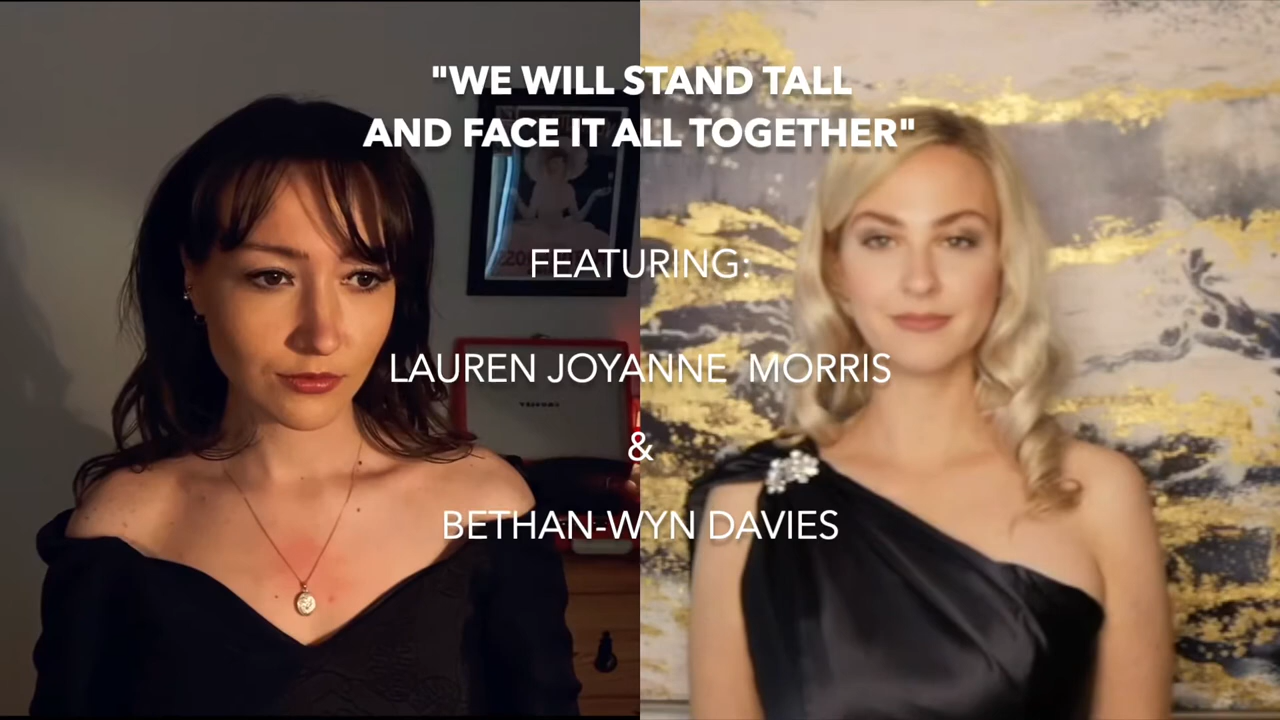 "WE WILL STAND TALL
AND FACE IT ALL TOGETHER"
FEATURING:
LAUREN JOYANNE MORRIS
&
BETHAN-WYN DAVIES